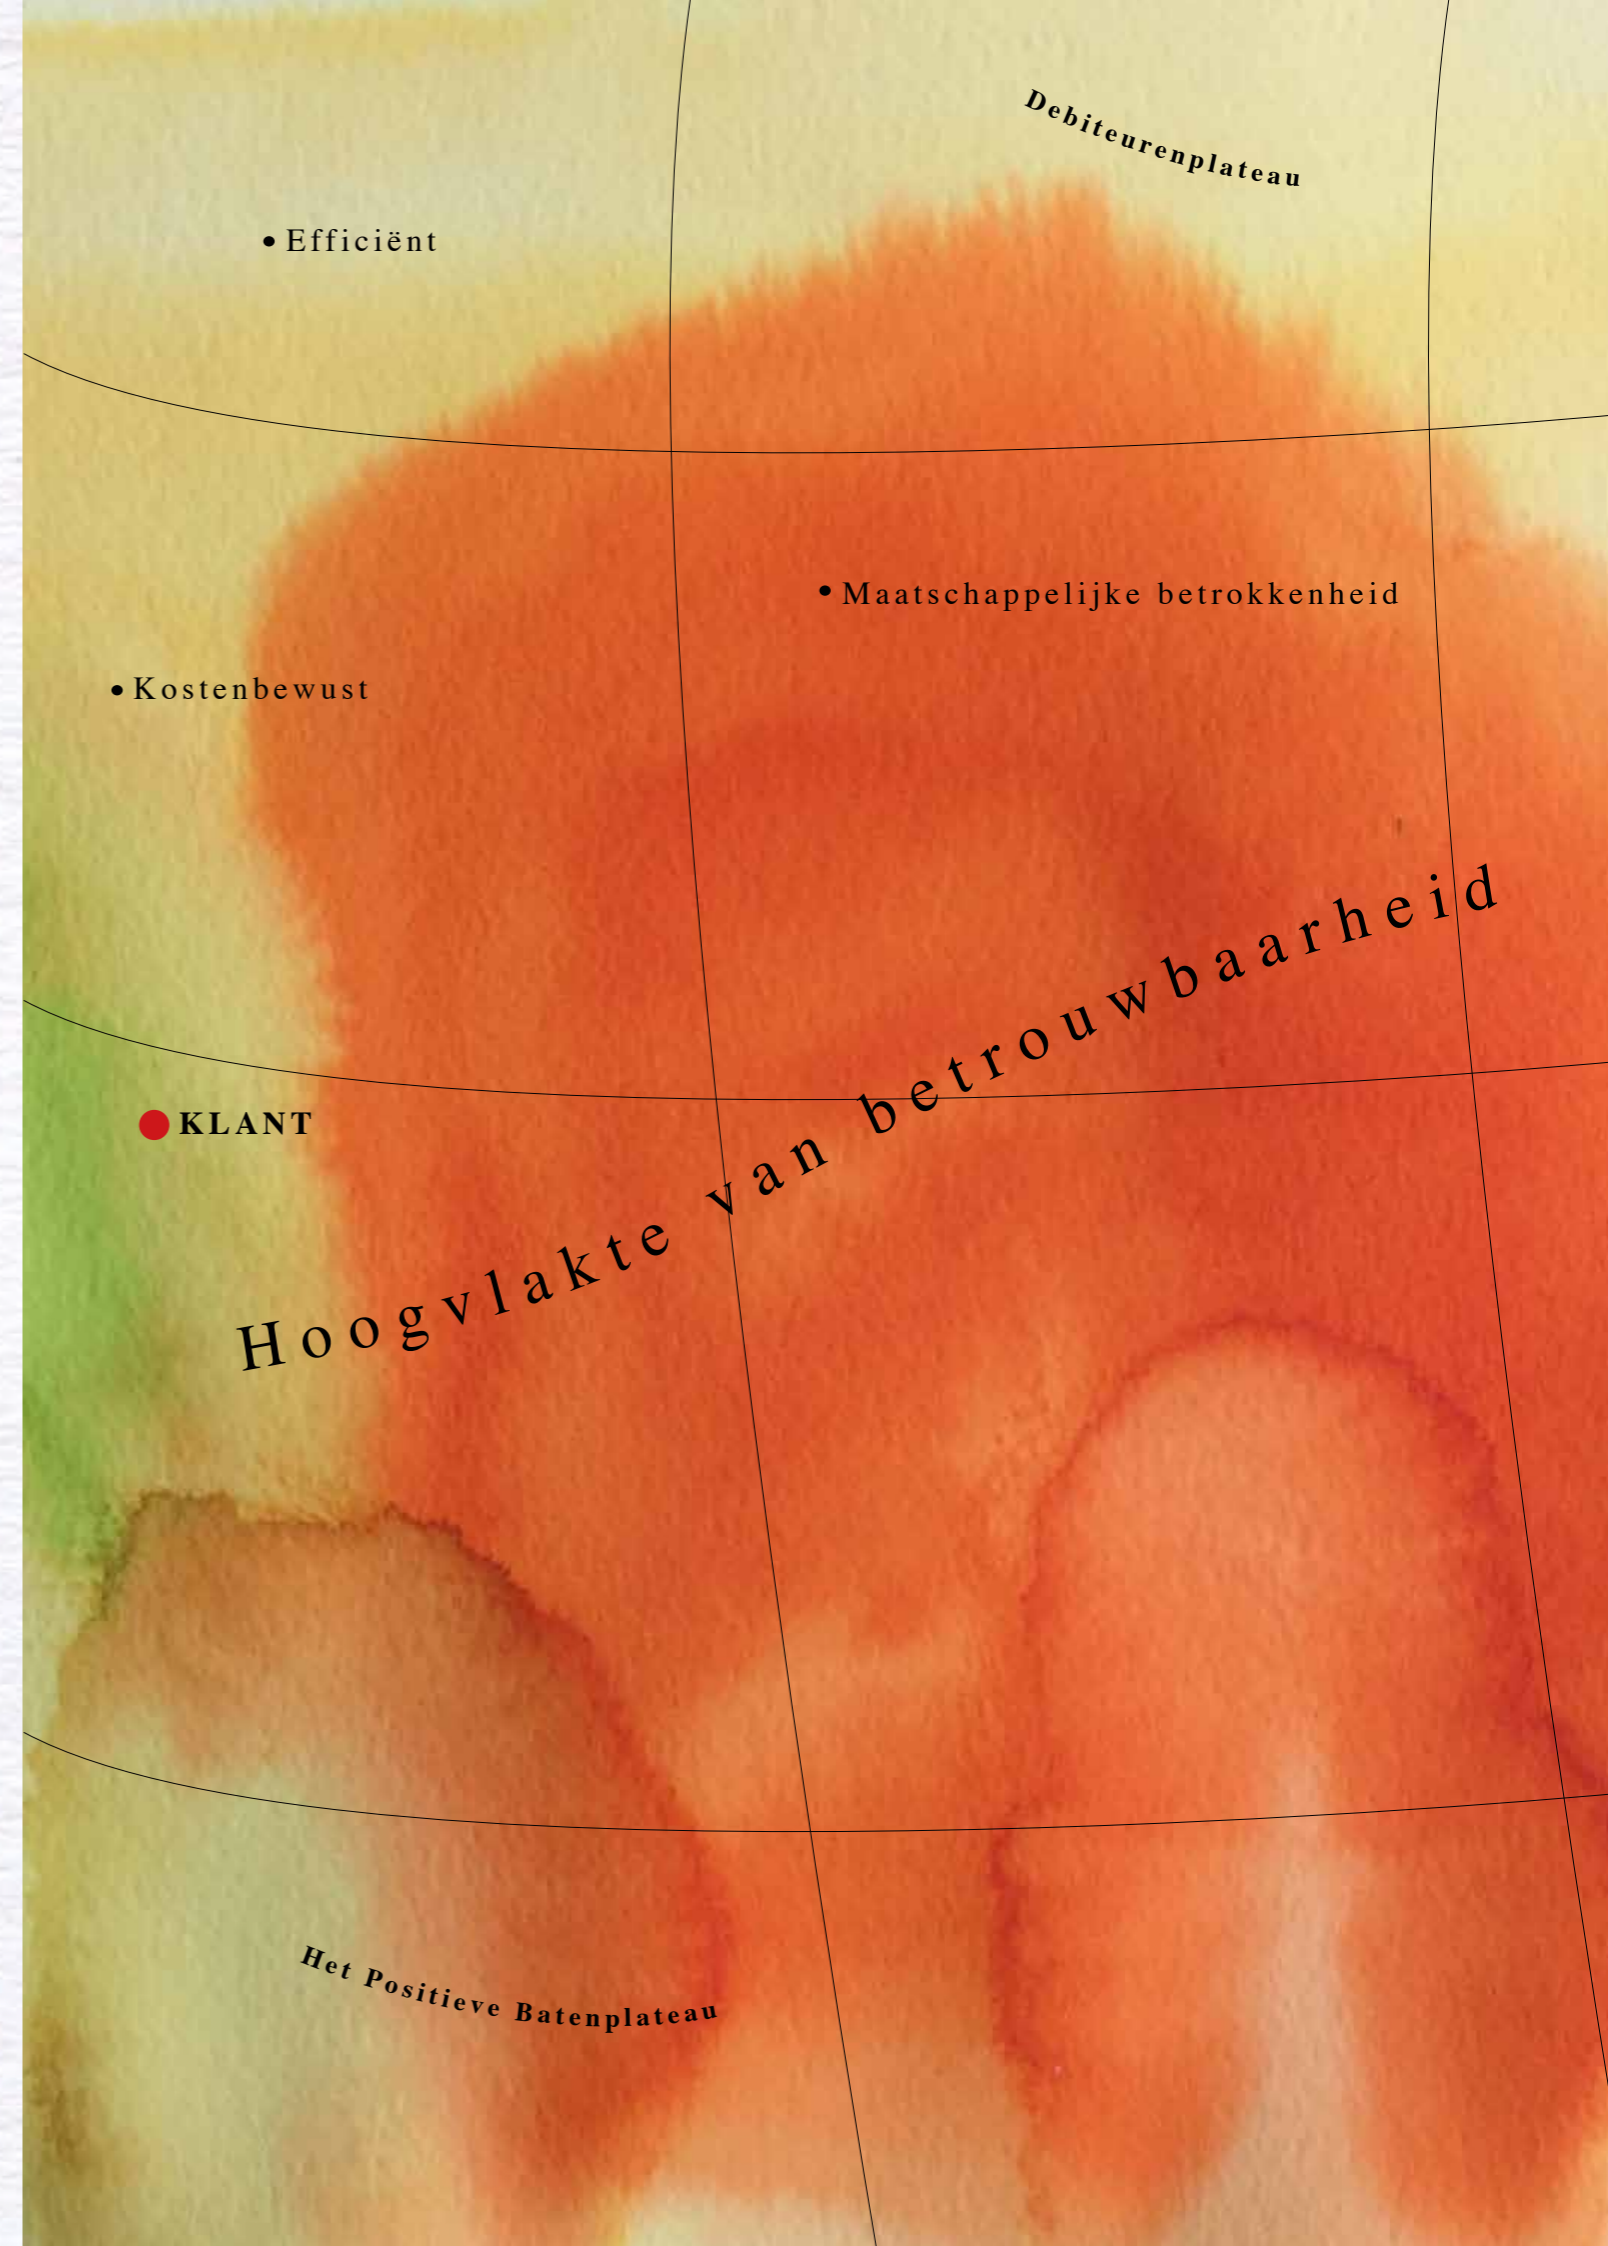 Debiteurenplateau
Efficiënt
Maatschappelijke betrokkenheid
Kostenbewust
Hoogvlakte van betrouwbaarheid
KLANT
Het Positieve Batenplateau